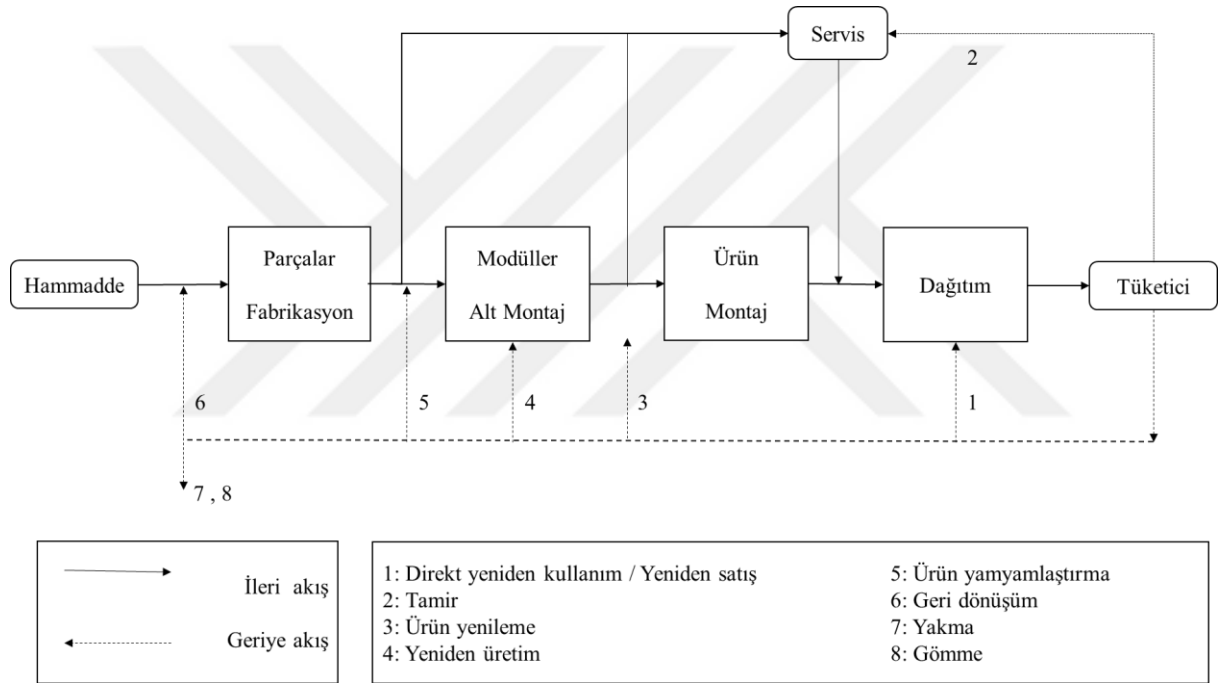 Servis
2
Parçalar
Fabrikasyon
Modüller
Alt Montaj
Ürün
Montaj
Dağıtım
Hammadde
Tüketici
6
5
4
3
1
7 , 8
İleri akış
Geriye akış
1: Direkt yeniden kullanım / Yeniden satış
2: Tamir
3: Ürün yenileme
4: Yeniden üretim
5: Ürün yamyamlaştırma
6: Geri dönüşüm
7: Yakma
8: Gömme